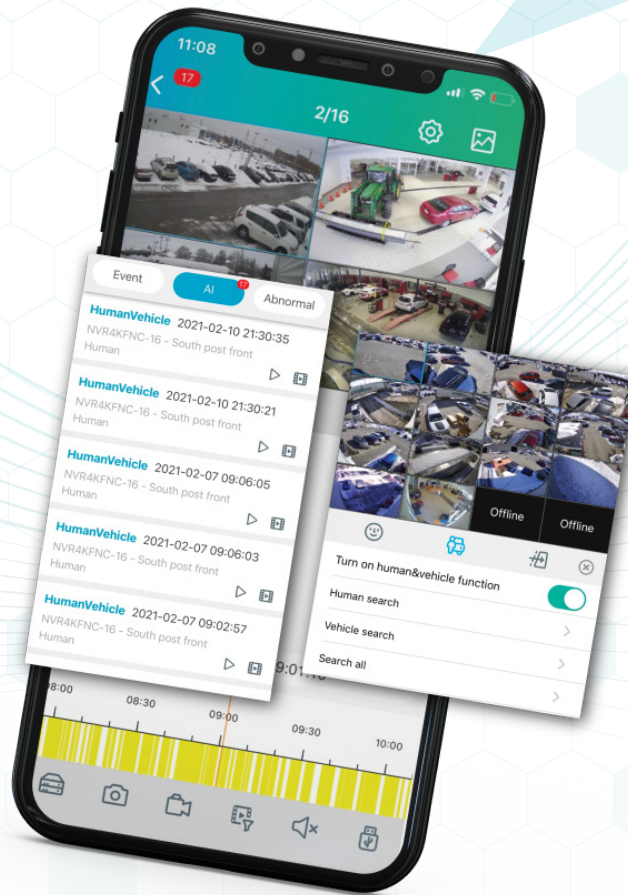 11:08
17
2/16
Event
AI
17
Abnormal
HumanVehicle 2021-02-10 21:30:35
NVR4KFNC-16 - South post front
Human
HumanVehicle 2021-02-10 21:30:21
NVR4KFNC-16 - South post front
Human
HumanVehicle 2021-02-07 09:06:05
NVR4KFNC-16 - South post front
Human
HumanVehicle 2021-02-07 09:06:03
NVR4KFNC-16 - South post front
Human
HumanVehicle 2021-02-07 09:02:57
NVR4KFNC-16 - South post front
Human
Offline
Offline
Turn on human&vehicle function
Human search
Vehicle search
Search all
08:30
09:00
09:30
10:00